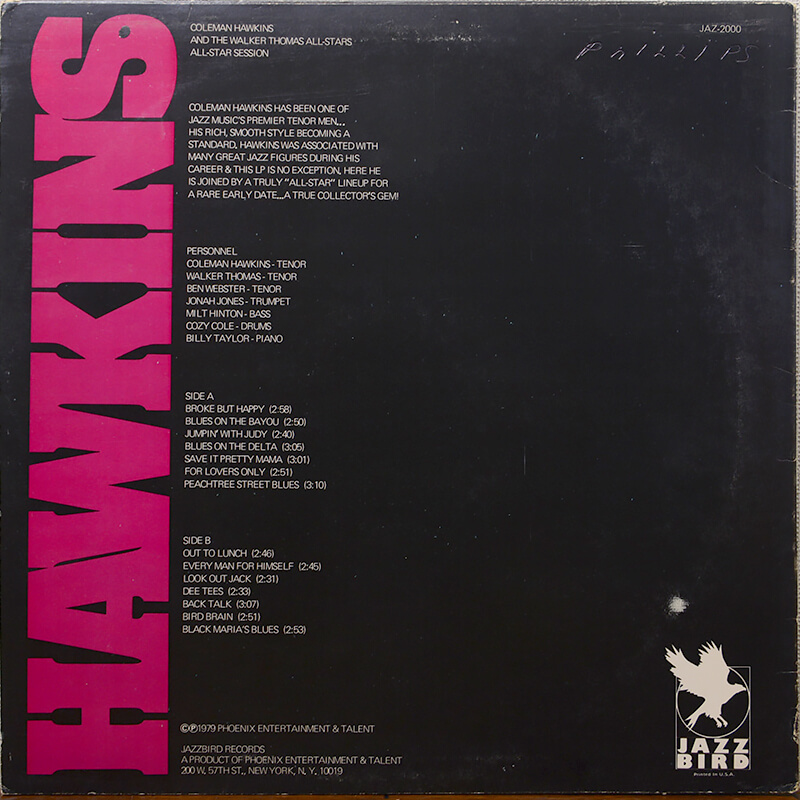 HAWKINS
COLEMAN HAWKINS
AND THE WALKER THOMAS ALL-STARS
ALL-STAR SESSION
JAZ-2000
PHILLIPS
COLEMAN HAWKINS HAS BEEN ONE OF
JAZZ MUSIC'S PREMIER TENOR MEN...
HIS RICH, SMOOTH STYLE BECOMING A
STANDARD. HAWKINS WAS ASSOCIATED WITH
MANY GREAT JAZZ FIGURES DURING HIS
CAREER & THIS LP IS NO EXCEPTION. HERE HE
IS JOINED BY A TRULY "ALL-STAR" LINEUP FOR
A RARE EARLY DATE...A TRUE COLLECTOR'S GEM!
PERSONNEL
COLEMAN HAWKINS - TENOR
WALKER THOMAS - TENOR
BEN WEBSTER - TENOR
JONAH JONES - TRUMPET
MILT HINTON - BASS
COZY COLE - DRUMS
BILLY TAYLOR - PIANO
SIDE A
BROKE BUT HAPPY (2:58)
BLUES ON THE BAYOU (2:50)
JUMPIN' WITH JUDY (2:40)
BLUES ON THE DELTA (3:05)
SAVE IT PRETTY MAMA (3:01)
FOR LOVERS ONLY (2:51)
PEACHTREE STREET BLUES (3:10)
SIDE B
OUT TO LUNCH (2:46)
EVERY MAN FOR HIMSELF (2:45)
LOOK OUT JACK (2:31)
DEE TEES (2:33)
BACK TALK (3:07)
BIRD BRAIN (2:51)
BLACK MARIA'S BLUES (2:53)
©℗1979 PHOENIX ENTERTAINMENT & TALENT
JAZZBIRD RECORDS
A PRODUCT OF PHOENIX ENTERTAINMENT & TALENT
200 W. 57TH ST., NEW YORK, N.Y. 10019
JAZZ
BIRD
Printed in U.S.A.